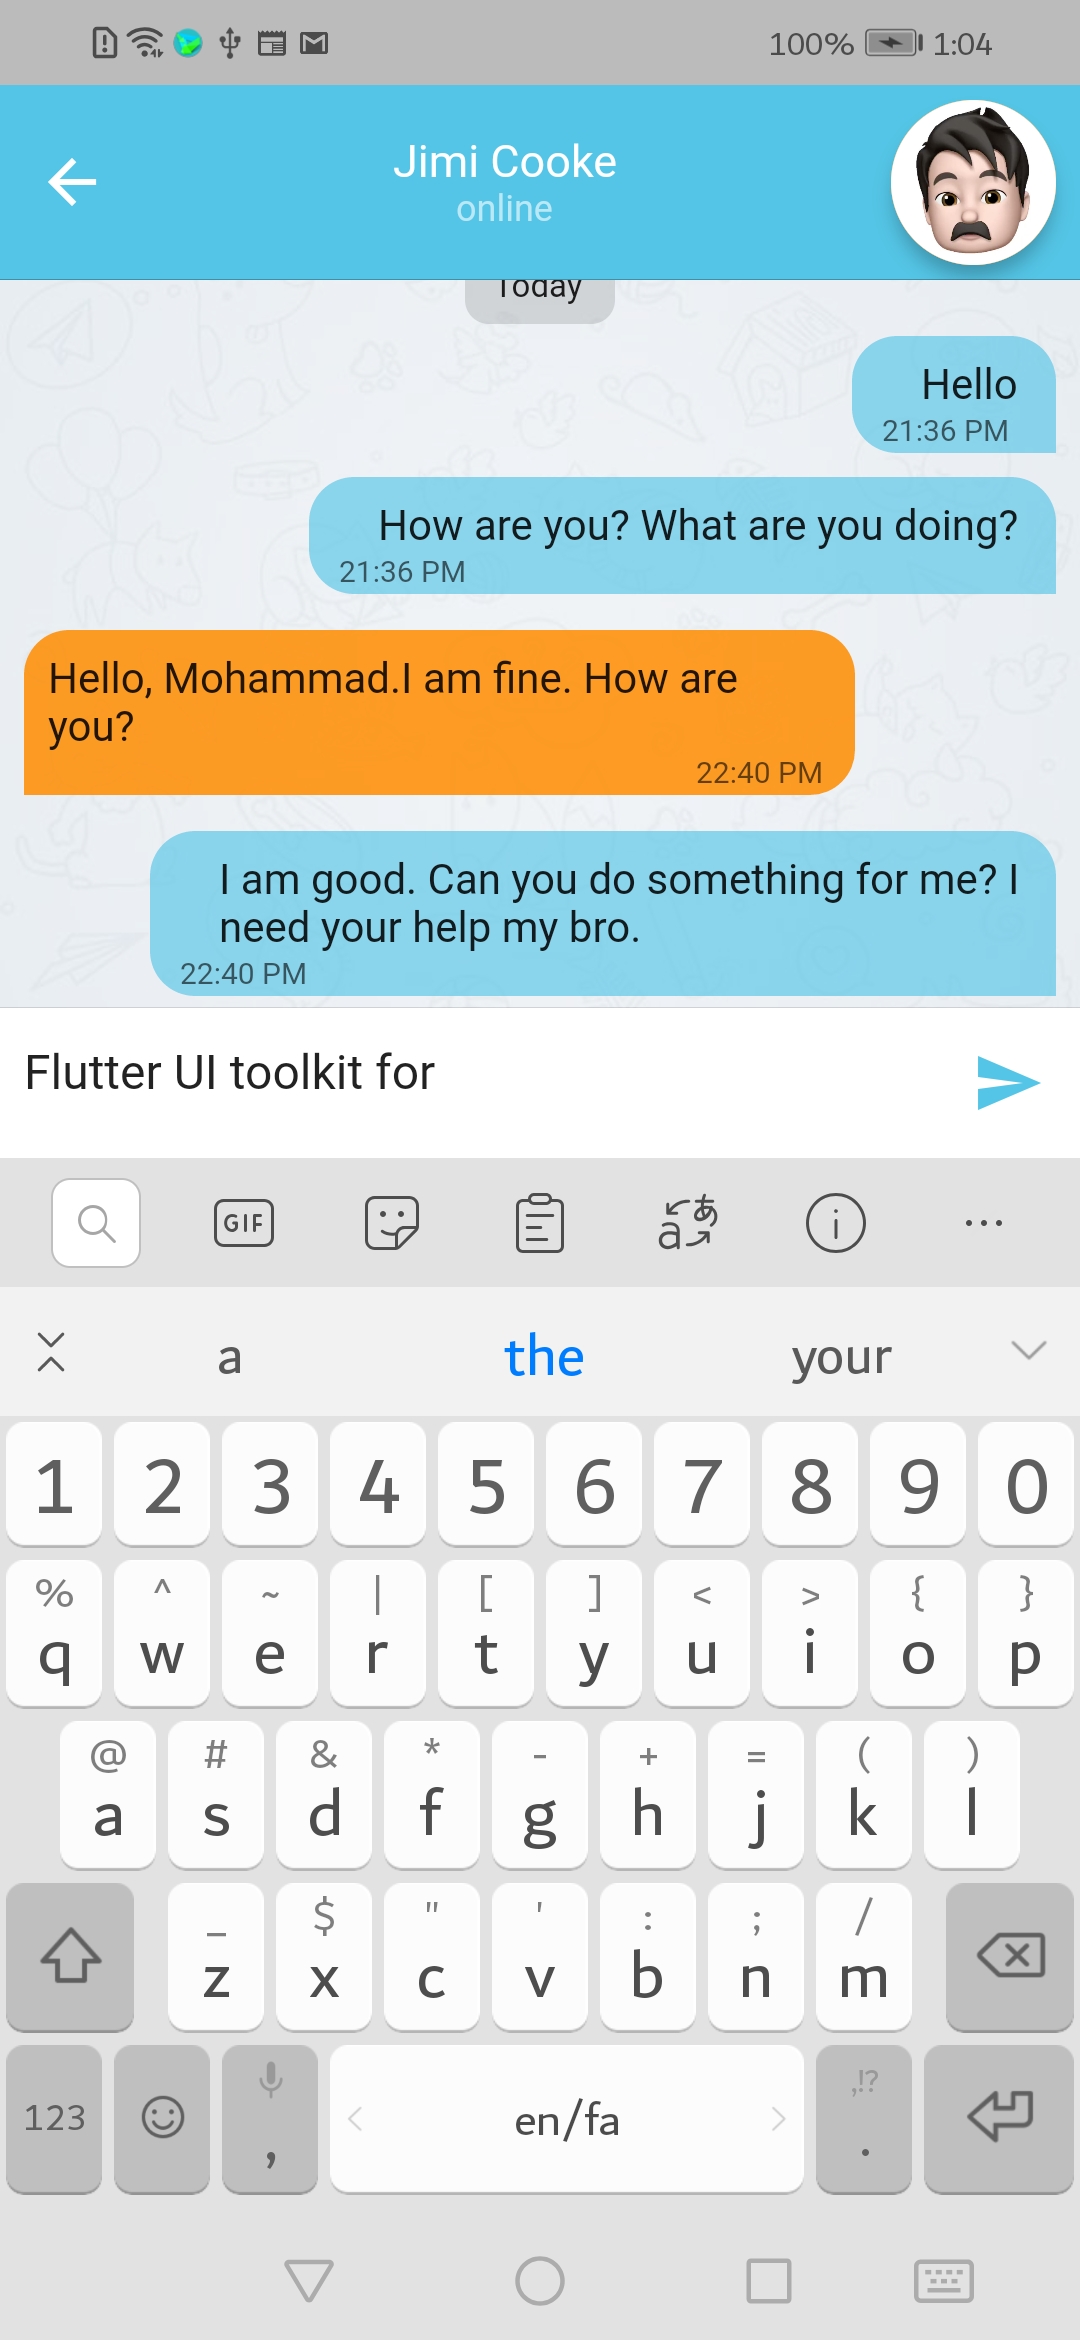 100% 1:04
Jimi Cooke
online
Today
Hello
21:36 PM
How are you? What are you doing?
21:36 PM
Hello, Mohammad.I am fine. How are
you?
22:40 PM
I am good. Can you do something for me? I
need your help my bro.
22:40 PM
Flutter UI toolkit for
GIF
a あ
a the your
1 2 3 4 5 6 7 8 9 0
% ^ ~ | [ ] < > { }
q w e r t y u i o p
@ # & * - + = ( )
a s d f g h j k l
_ $ " ' : ; /
z x c v b n m
,!?
123 , en/fa .